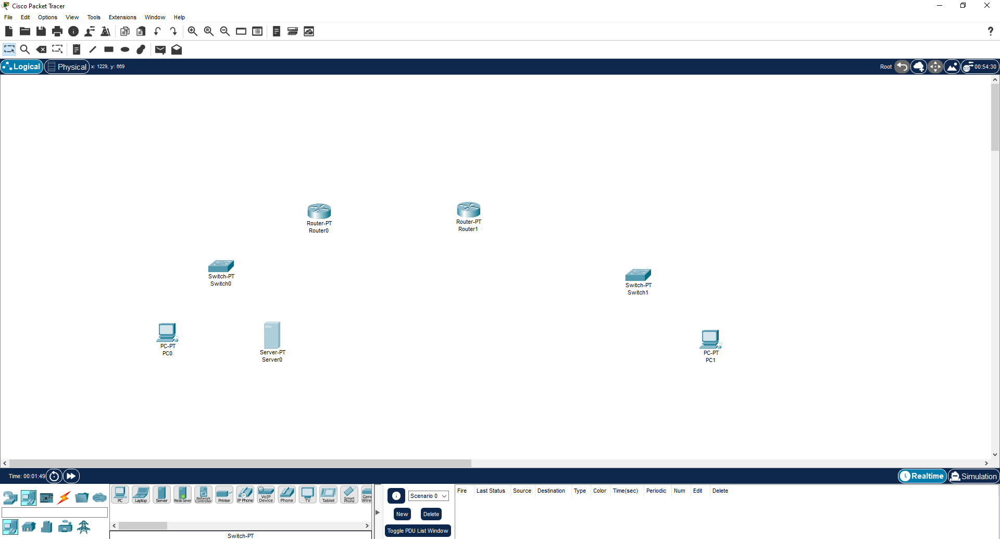 Cisco Packet Tracer
File Edit Options View Tools Extensions Window Help
?
Logical Physical x: 1229, y: 669 Root 00:54:30
Router-PT
Router0
Router-PT
Router1
Switch-PT
Switch0
Switch-PT
Switch1
PC-PT
PC0
Server-PT
Server0
PC-PT
PC1
Time: 00:01:49 Realtime Simulation
PC Laptop Server Meraki Server Network Controller Printer IP Phone VoIP Device Phone TV Tablet Smart Phone
Scenario 0
New Delete
Toggle PDU List Window
Fire Last Status Source Destination Type Color Time(sec) Periodic Num Edit Delete
Switch-PT